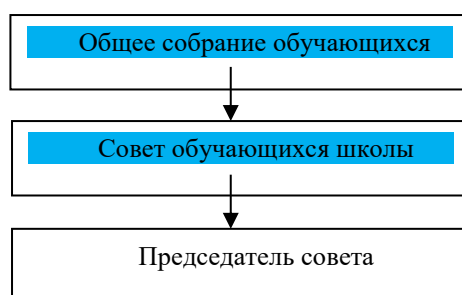 Общее собрание обучающихся
Совет обучающихся школы
Председатель совета